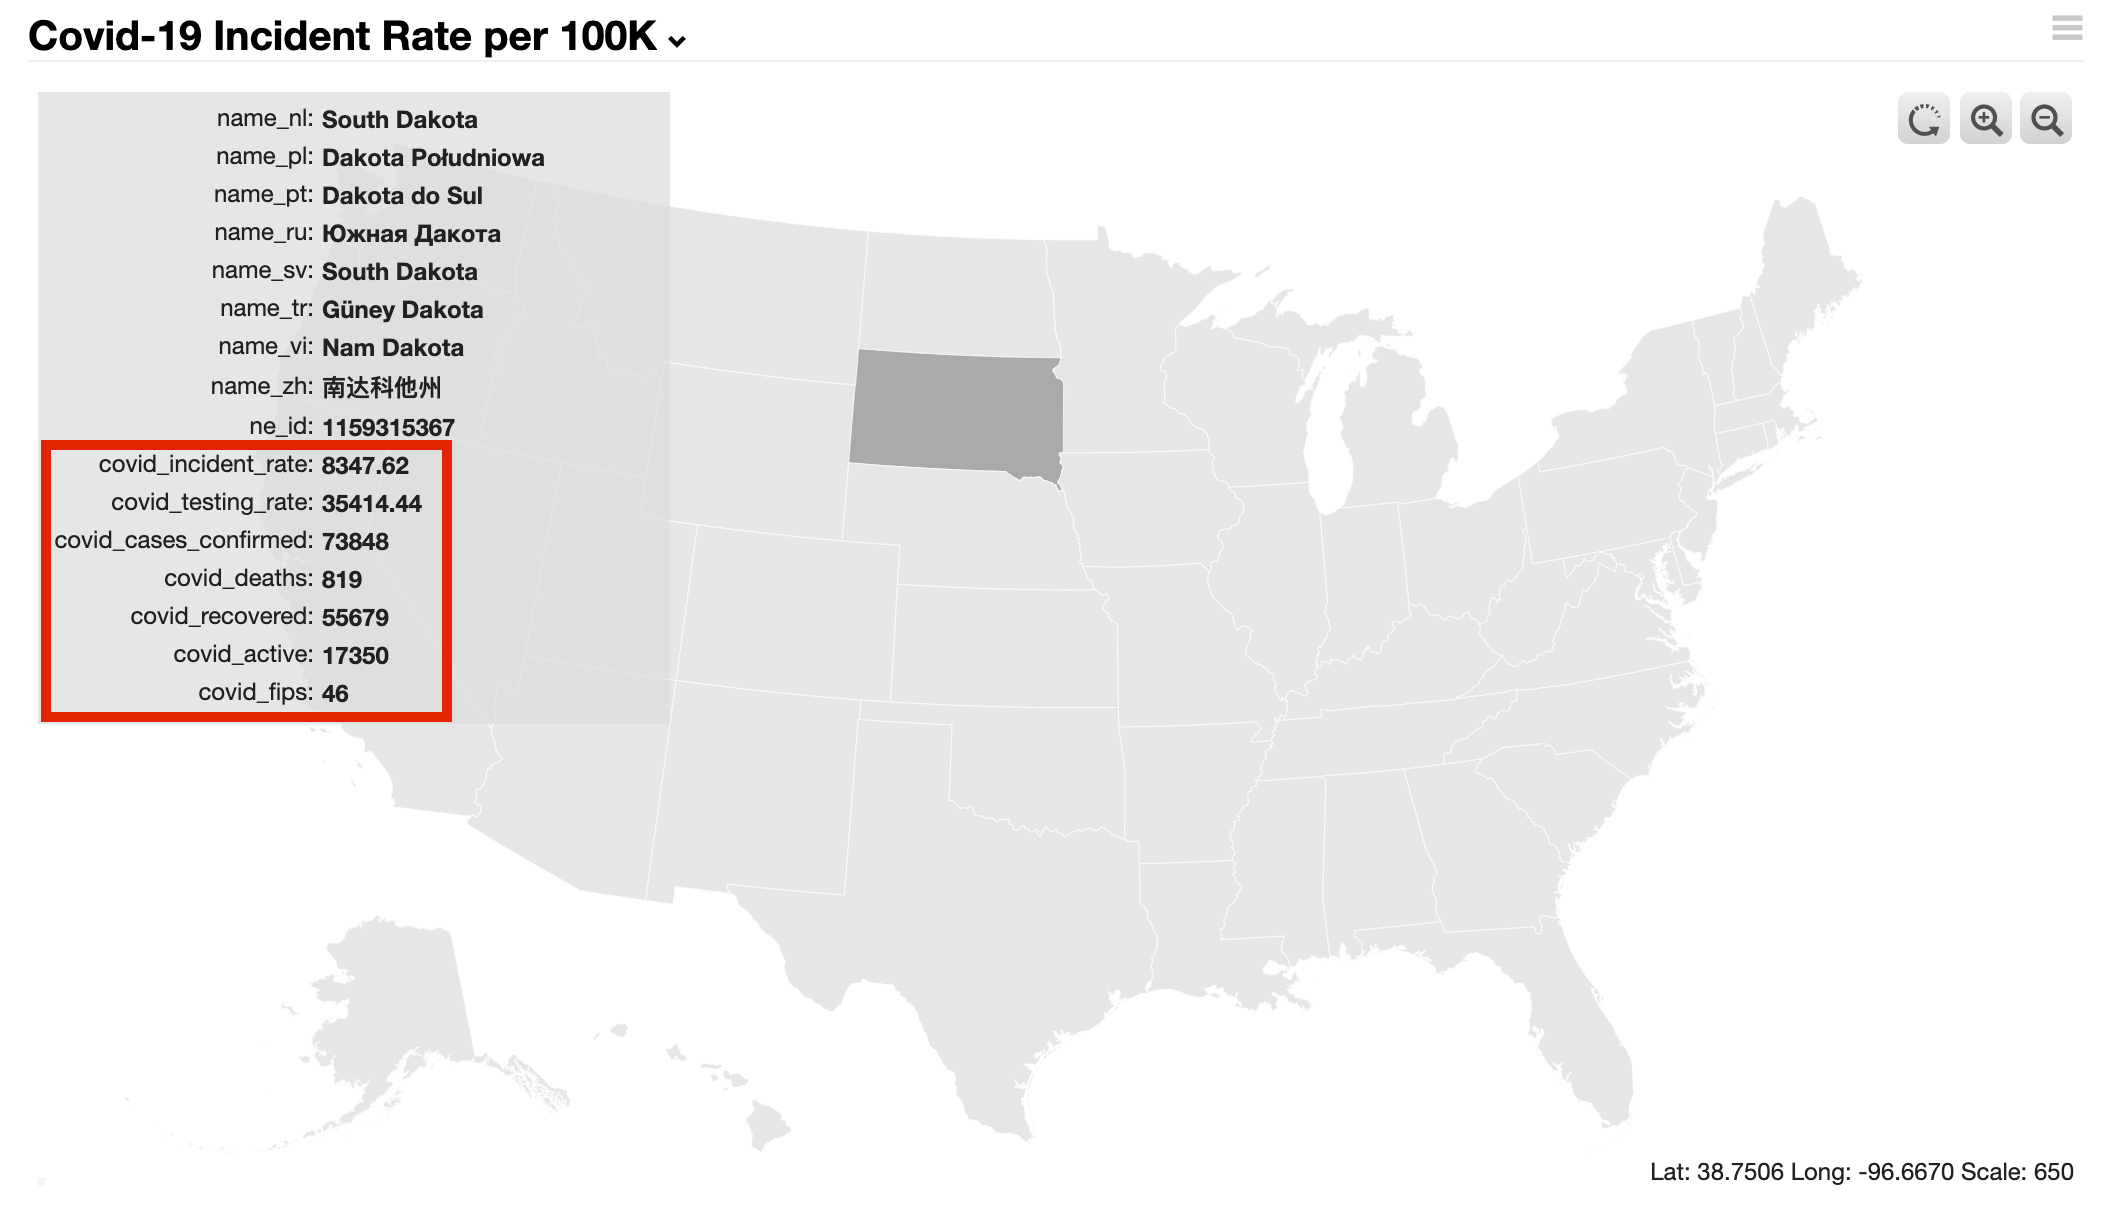 Covid-19 Incident Rate per 100K
name_nl: South Dakota
name_pl: Dakota Południowa
name_pt: Dakota do Sul
name_ru: Южная Дакота
name_sv: South Dakota
name_tr: Güney Dakota
name_vi: Nam Dakota
name_zh: 南达科他州
ne_id: 1159315367
covid_incident_rate: 8347.62
covid_testing_rate: 35414.44
covid_cases_confirmed: 73848
covid_deaths: 819
covid_recovered: 55679
covid_active: 17350
covid_fips: 46
Lat: 38.7506 Long: -96.6670 Scale: 650